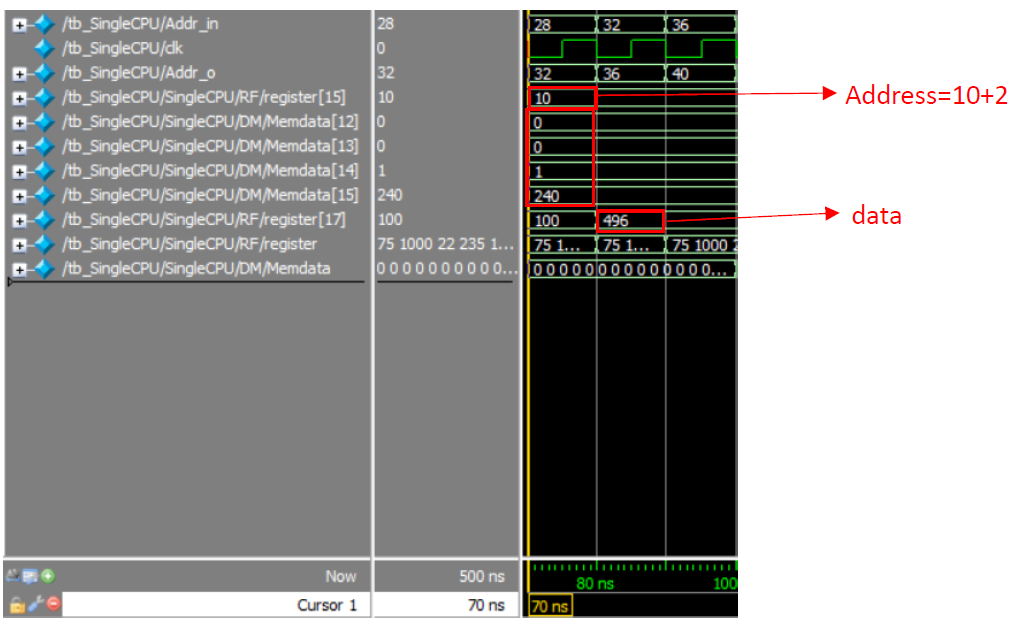 /tb_SingleCPU/Addr_in 28 28 32 36
/tb_SingleCPU/clk 0
/tb_SingleCPU/Addr_o 32 32 36 40
/tb_SingleCPU/SingleCPU/RF/register[15] 10 10 Address=10+2
/tb_SingleCPU/SingleCPU/DM/Memdata[12] 0 0
/tb_SingleCPU/SingleCPU/DM/Memdata[13] 0 0
/tb_SingleCPU/SingleCPU/DM/Memdata[14] 1 1
/tb_SingleCPU/SingleCPU/DM/Memdata[15] 240 240
/tb_SingleCPU/SingleCPU/RF/register[17] 100 100 496 data
/tb_SingleCPU/SingleCPU/RF/register 75 1000 22 235 1... 75 1... 75 1... 75 1000 2
/tb_SingleCPU/SingleCPU/DM/Memdata 0 0 0 0 0 0 0 0 0 0... 0 0 0 0 0 0 0 0 0 0 0 0 0 0...
Now 500 ns 80 ns 100
Cursor 1 70 ns 70 ns